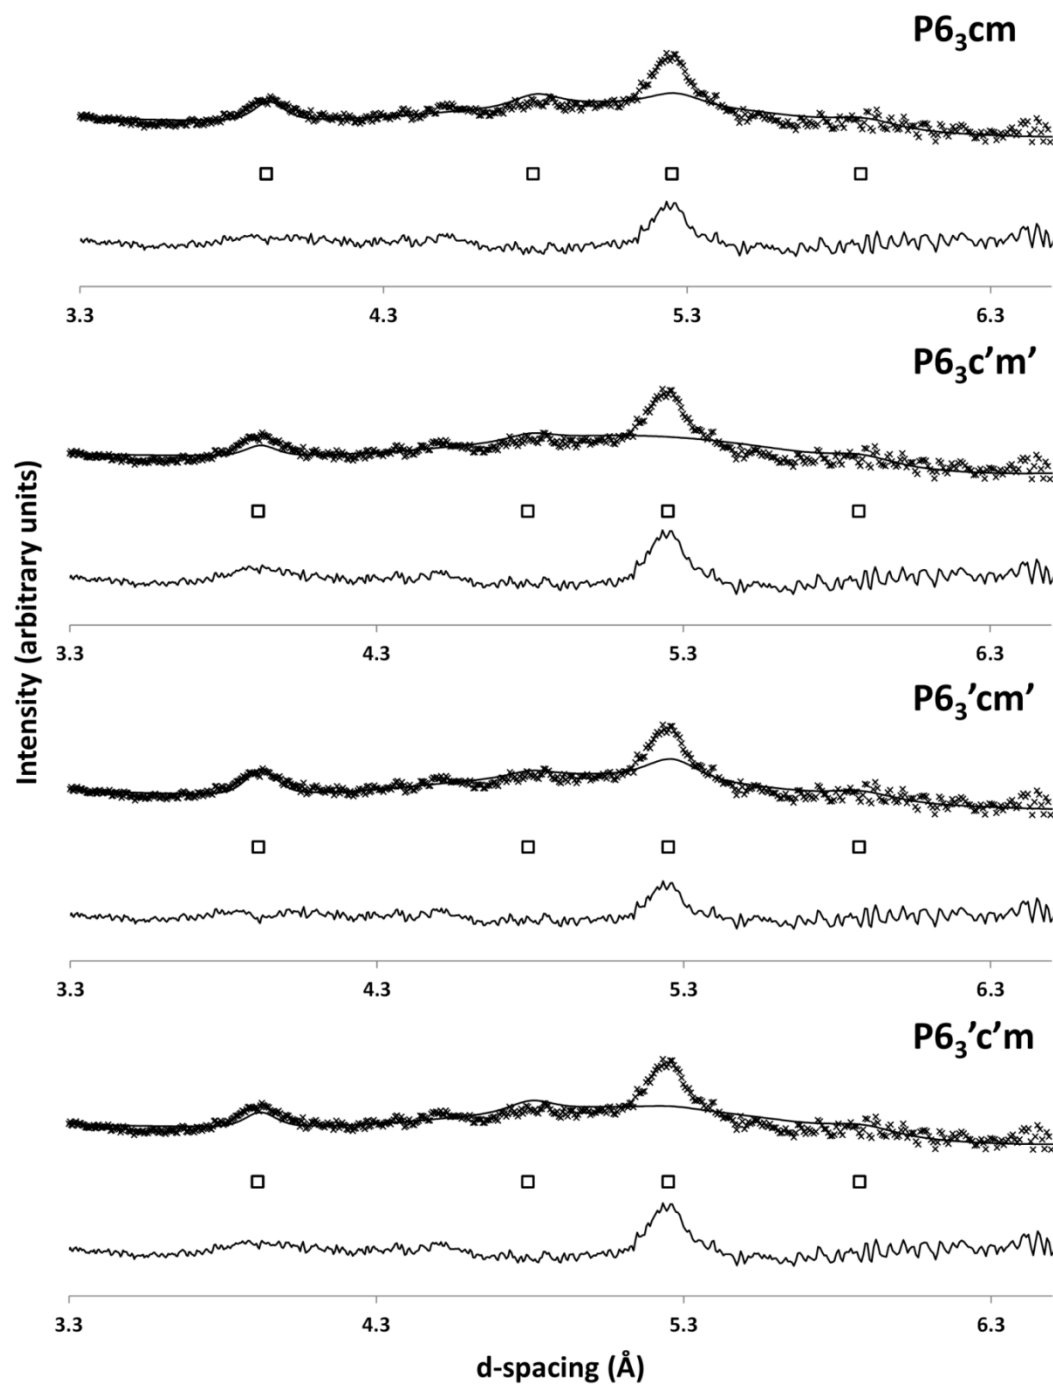 P6₃cm
3.3 4.3 5.3 6.3
P6₃c’m’
3.3 4.3 5.3 6.3
Intensity (arbitrary units)
P6₃’cm’
3.3 4.3 5.3 6.3
P6₃’c’m
3.3 4.3 5.3 6.3
d-spacing (Å)